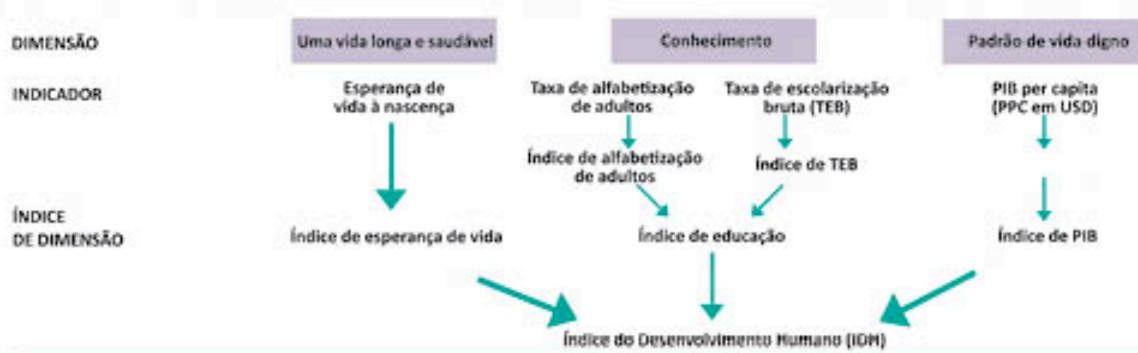 DIMENSÃO
Uma vida longa e saudável
Conhecimento
Padrão de vida digno
INDICADOR
Esperança de
vida à nascença
Taxa de alfabetização
de adultos
Taxa de escolarização
bruta (TEB)
PIB per capita
(PPC em USD)
Índice de alfabetização
de adultos
Índice de TEB
ÍNDICE
DE DIMENSÃO
Índice de esperança de vida
Índice de educação
Índice de PIB
Índice do Desenvolvimento Humano (IDH)